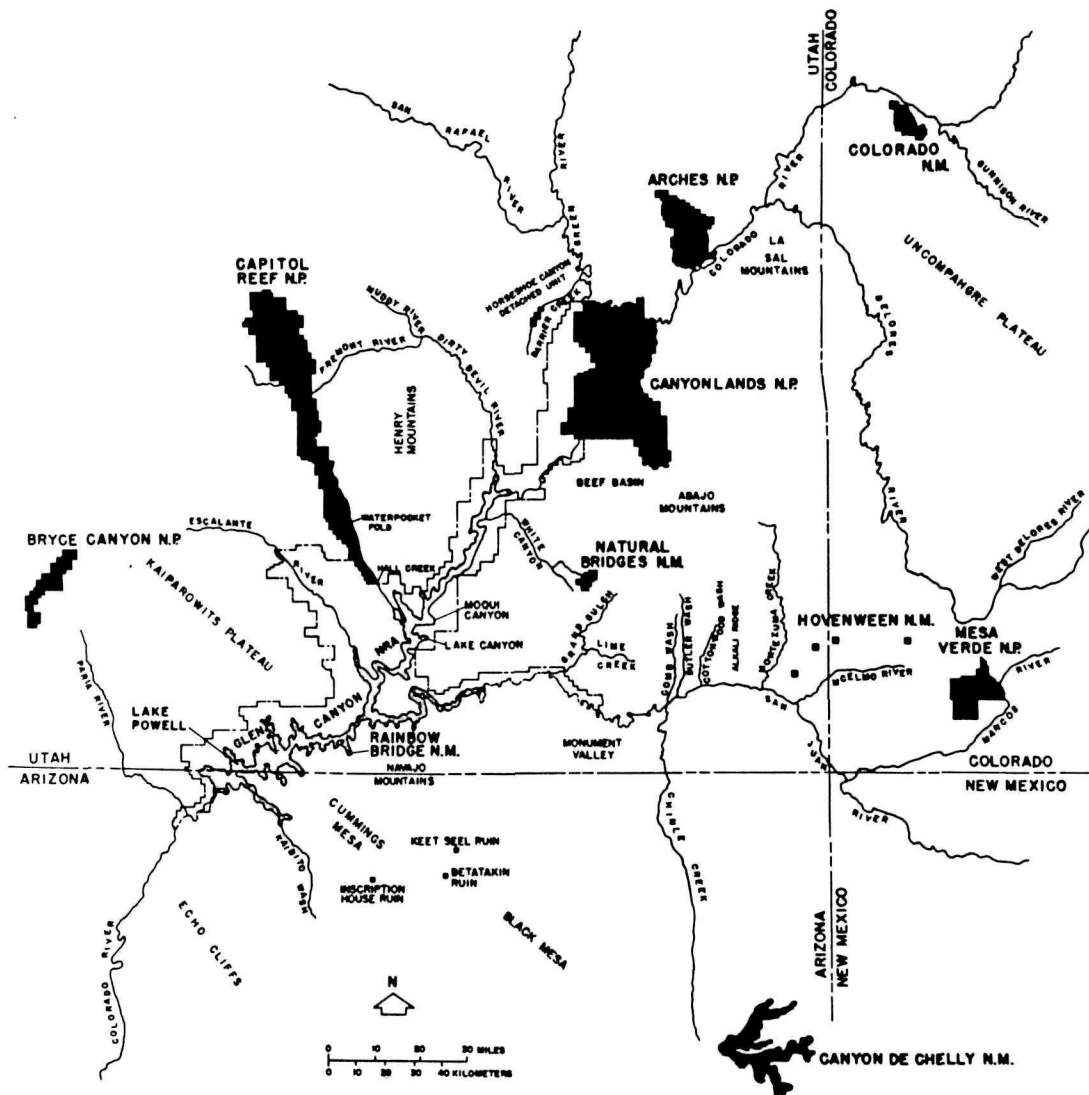 UTAH
COLORADO
SAN RAFAEL RIVER
GREEN RIVER
COLORADO N.M.
GUNNISON RIVER
ARCHES N.P.
COLORADO RIVER
LA SAL MOUNTAINS
UNCOMPAHGRE PLATEAU
CAPITOL REEF N.P.
HORSESHOE CANYON DETACHED UNIT
BARRIER CREEK
MUDDY RIVER
DIRTY DEVIL RIVER
FREMONT RIVER
DELORES RIVER
CANYONLANDS N.P.
HENRY MOUNTAINS
BEEF BASIN
ABAJO MOUNTAINS
WATERPOCKET FOLD
ESCALANTE RIVER
WHITE CANYON
BRYCE CANYON N.P.
NATURAL BRIDGES N.M.
WEST DELORES RIVER
KAIPAROWITS PLATEAU
HALL CREEK
MOQUI CANYON
LAKE CANYON
GRAND GULCH
LIME CREEK
COMB WASH
BUTLER WASH
COTTONWOOD WASH
ALKALI RIDGE
MONTEZUMA CREEK
HOVENWEEN N.M.
MESA VERDE N.P.
MCELMO RIVER
MANCOS RIVER
PARIA RIVER
LAKE POWELL
GLEN CANYON NRA
RAINBOW BRIDGE N.M.
MONUMENT VALLEY
SAN JUAN RIVER
UTAH
ARIZONA
NAVAJO MOUNTAINS
COLORADO
NEW MEXICO
CUMMINGS MESA
KAIBITO WASH
KEET SEEL RUIN
BETATAKIN RUIN
INSCRIPTION HOUSE RUIN
CHINLE CREEK
ECHO CLIFFS
BLACK MESA
COLORADO RIVER
ARIZONA
NEW MEXICO
N
0 10 20 30 MILES
0 10 20 30 40 KILOMETERS
CANYON DE CHELLY N.M.